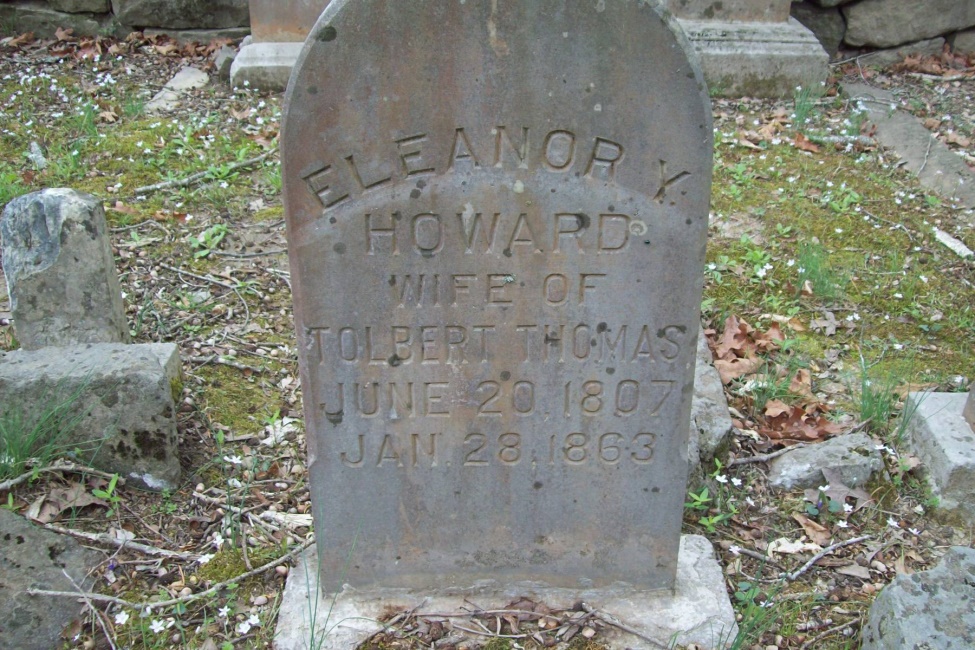 ELEANOR Y.
HOWARD
WIFE OF
TOLBERT THOMAS
JUNE 20, 1807
JAN. 28, 1863